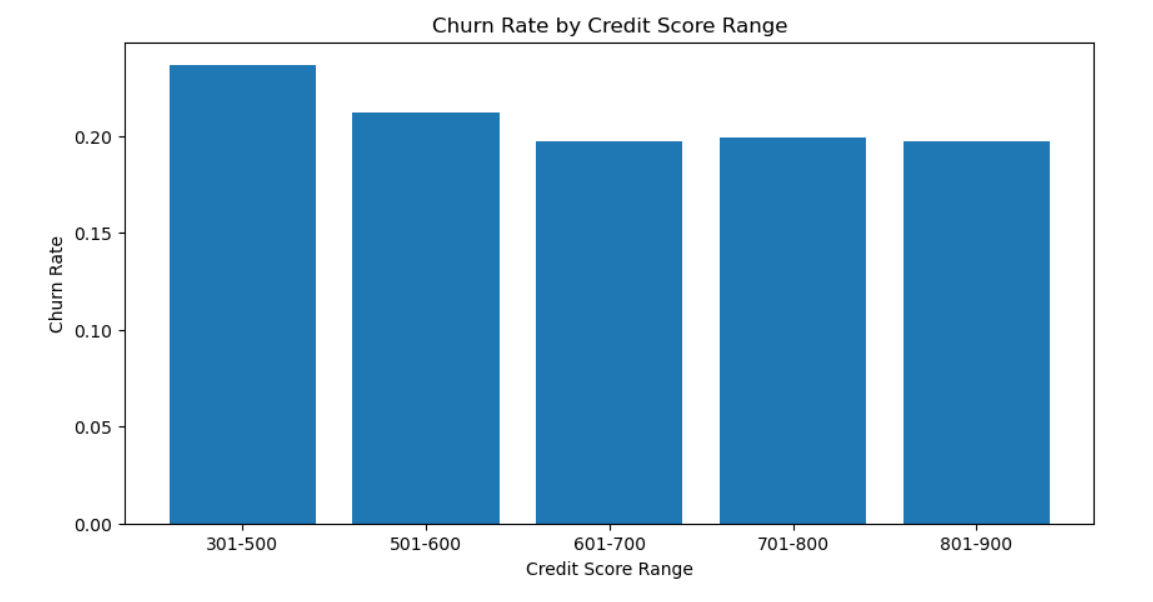 Churn Rate by Credit Score Range
Churn Rate
0.20
0.15
0.10
0.05
0.00
301-500 501-600 601-700 701-800 801-900
Credit Score Range